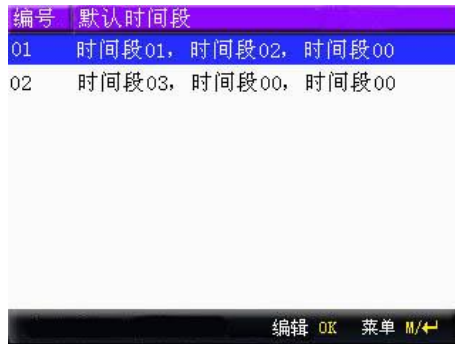 编号 默认时间段
01 时间段01, 时间段02, 时间段00
02 时间段03, 时间段00, 时间段00
编辑 OK 菜单 M/↵